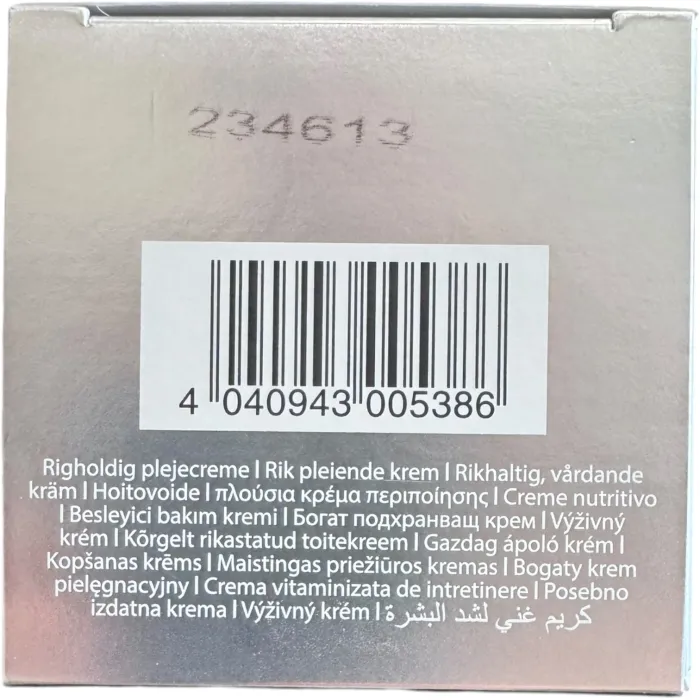 234613
4 040943 005386
Righoldig plejecreme | Rik pleiende krem | Rikhaltig, vårdande
kräm | Hoitovoide | πλούσια κρέμα περιποίησης | Creme nutritivo
| Besleyici bakım kremi | Богат подхранващ крем | Výživný
krém | Kõrgelt rikastatud toitekreem | Gazdag ápoló krém |
Kopšanas krēms | Maistingas priežiūros kremas | Bogaty krem
pielęgnacyjny | Crema vitaminizata de intretinere | Posebno
izdatna krema | Výživný krém | كريم غني لشد البشرة